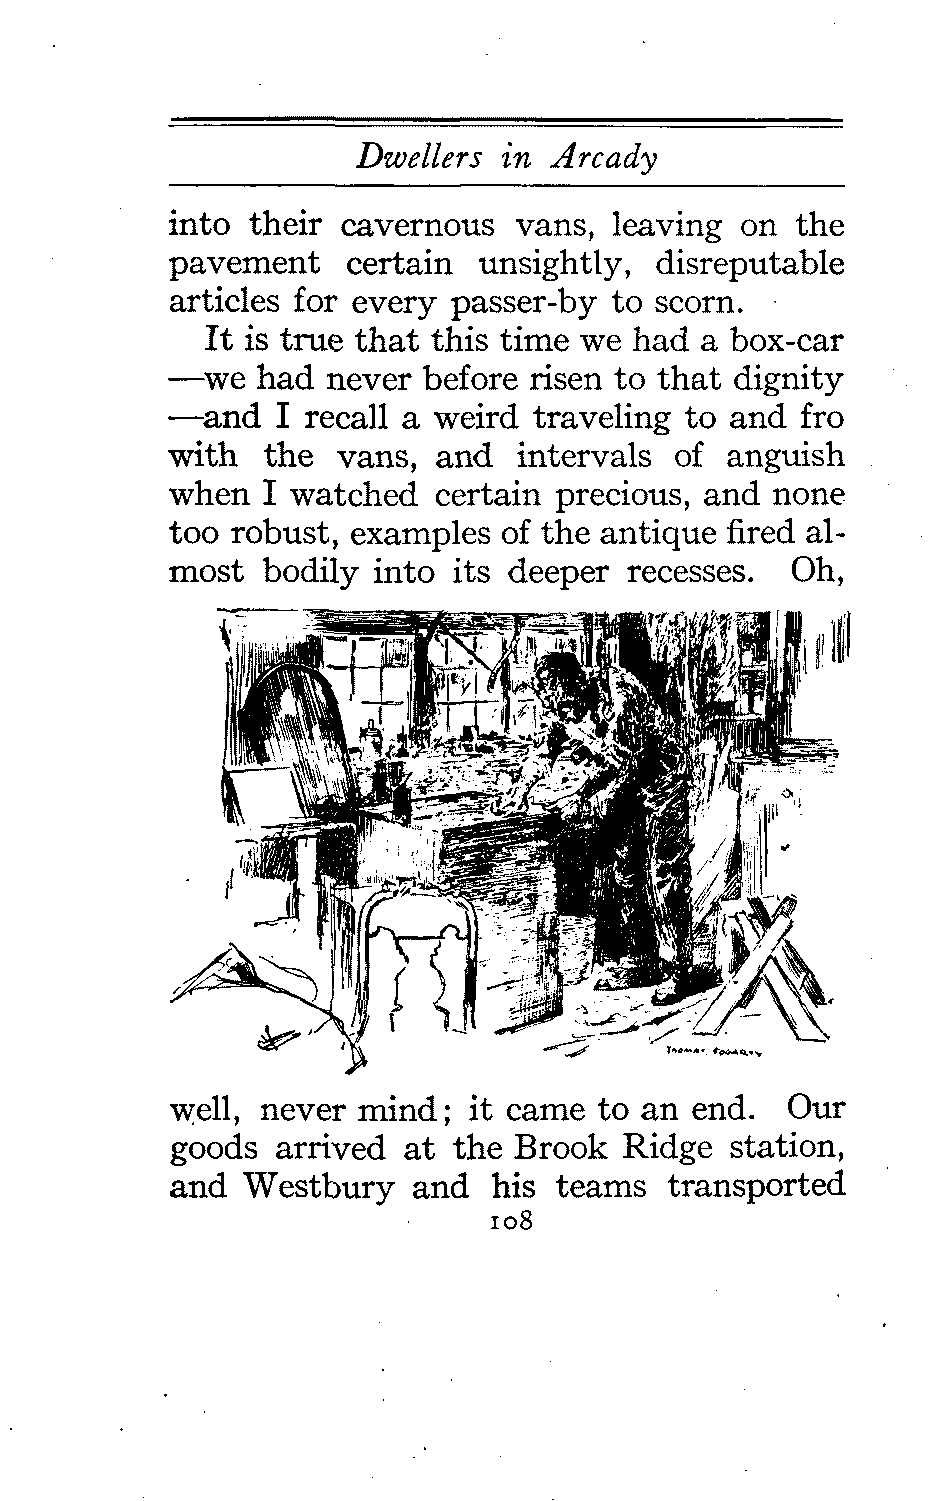 Dwellers in Arcady
into their cavernous vans, leaving on the
pavement certain unsightly, disreputable
articles for every passer-by to scorn.
It is true that this time we had a box-car
—we had never before risen to that dignity
—and I recall a weird traveling to and fro
with the vans, and intervals of anguish
when I watched certain precious, and none
too robust, examples of the antique fired al-
most bodily into its deeper recesses. Oh,
THOMAS FOGARTY
well, never mind; it came to an end. Our
goods arrived at the Brook Ridge station,
and Westbury and his teams transported
108